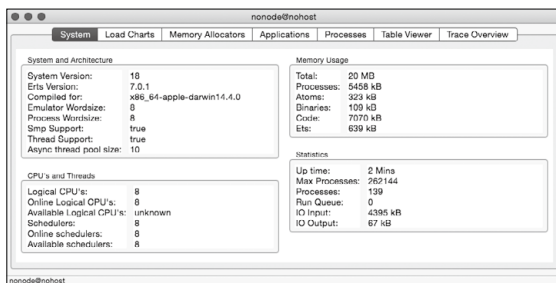 nonode@nohost
System Load Charts Memory Allocators Applications Processes Table Viewer Trace Overview
System and Architecture
System Version: 18
Erts Version: 7.0.1
Compiled for: x86_64-apple-darwin14.4.0
Emulator Wordsize: 8
Process Wordsize: 8
Smp Support: true
Thread Support: true
Async thread pool size: 10
CPU's and Threads
Logical CPU's: 8
Online Logical CPU's: 8
Available Logical CPU's: unknown
Schedulers: 8
Online schedulers: 8
Available schedulers: 8
Memory Usage
Total: 20 MB
Processes: 5458 kB
Atoms: 323 kB
Binaries: 109 kB
Code: 7070 kB
Ets: 639 kB
Statistics
Up time: 2 Mins
Max Processes: 262144
Processes: 139
Run Queue: 0
IO Input: 4395 kB
IO Output: 67 kB
nonode@nohost